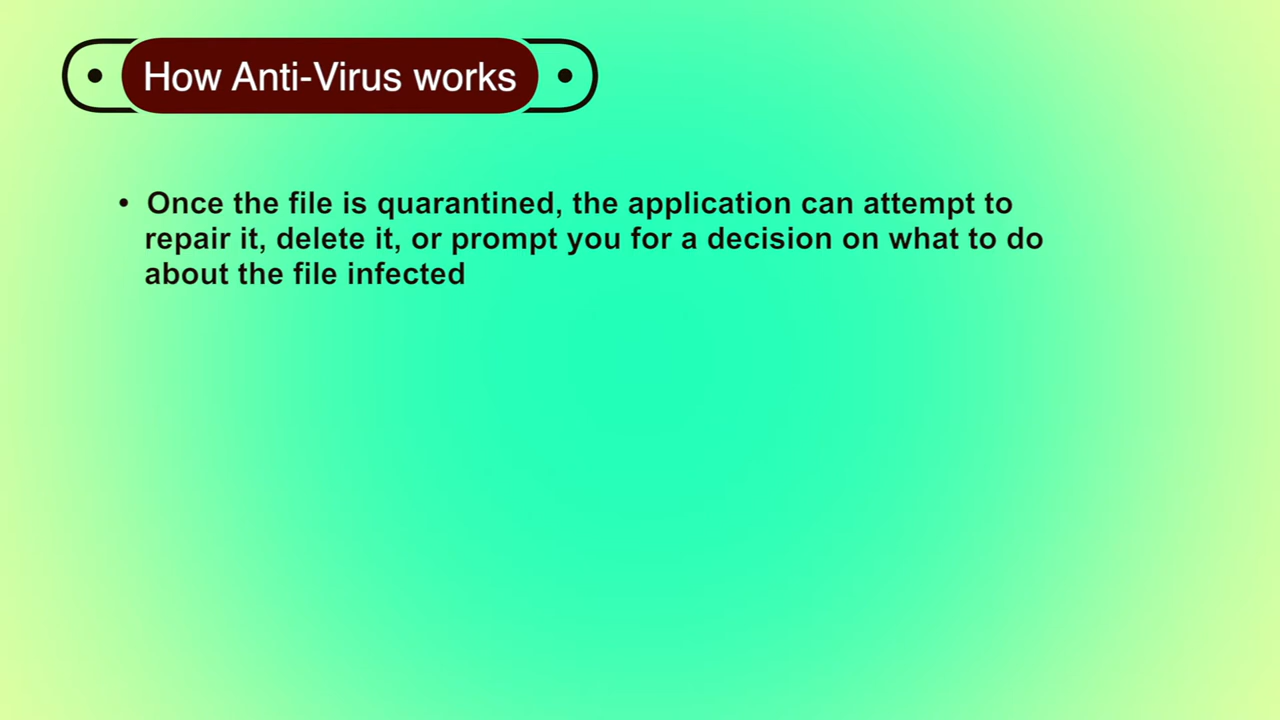 How Anti-Virus works
• Once the file is quarantined, the application can attempt to
repair it, delete it, or prompt you for a decision on what to do
about the file infected